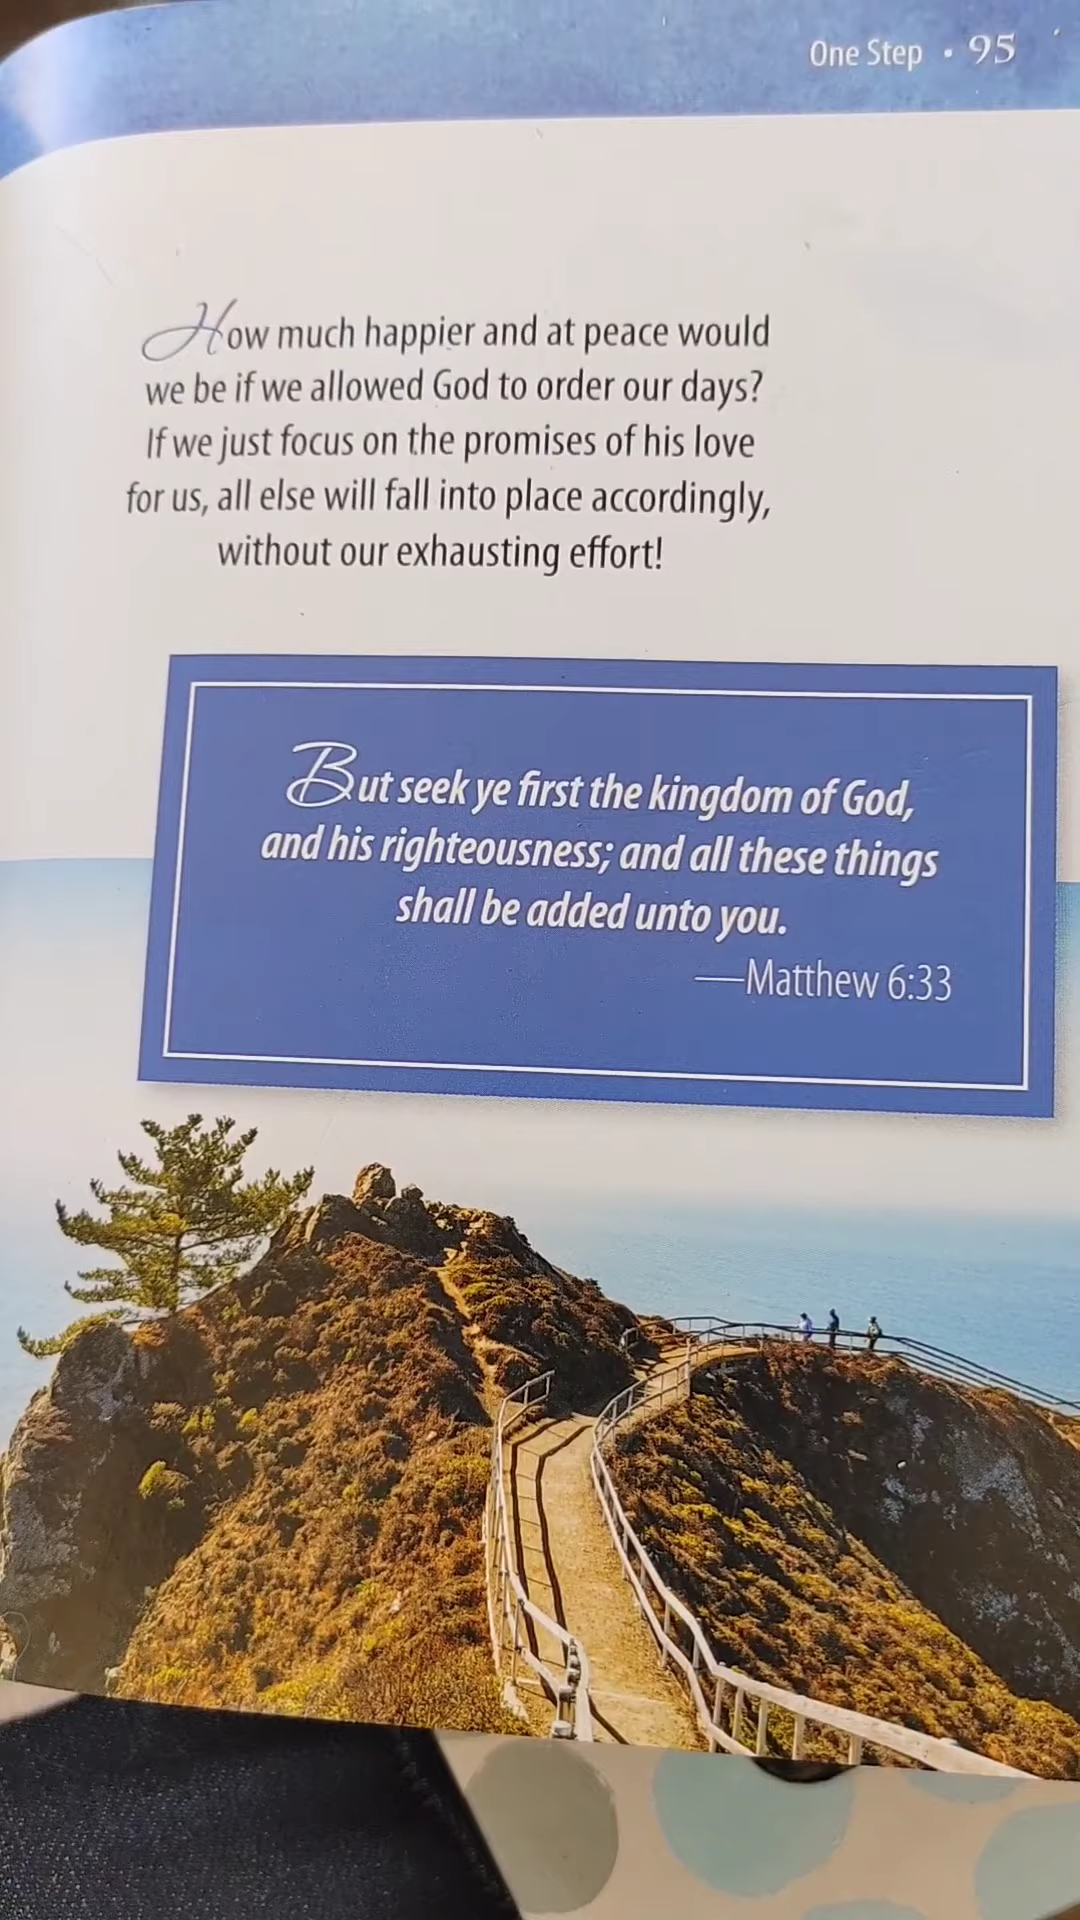 One Step • 95
How much happier and at peace would
we be if we allowed God to order our days?
If we just focus on the promises of his love
for us, all else will fall into place accordingly,
without our exhausting effort!
But seek ye first the kingdom of God,
and his righteousness; and all these things
shall be added unto you.
—Matthew 6:33